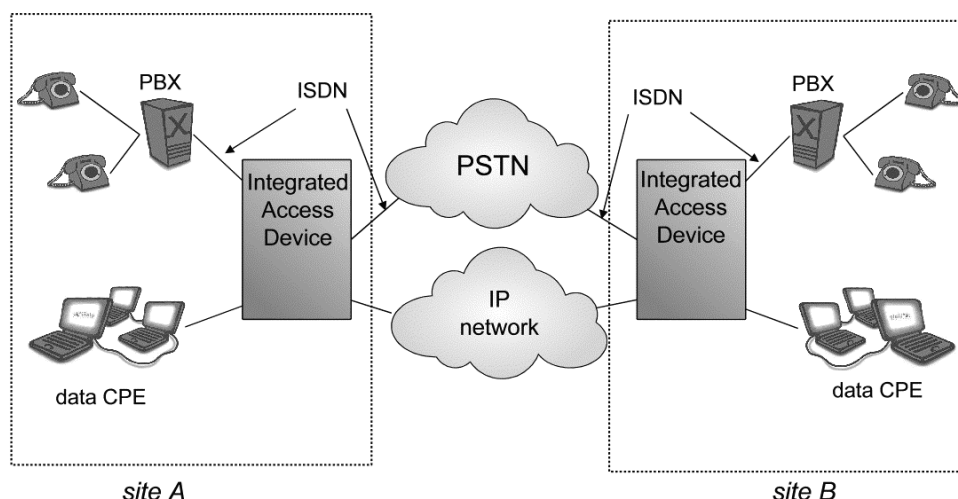 PBX
ISDN
PSTN
ISDN
PBX
Integrated
Access
Device
Integrated
Access
Device
IP
network
data CPE
data CPE
site A
site B